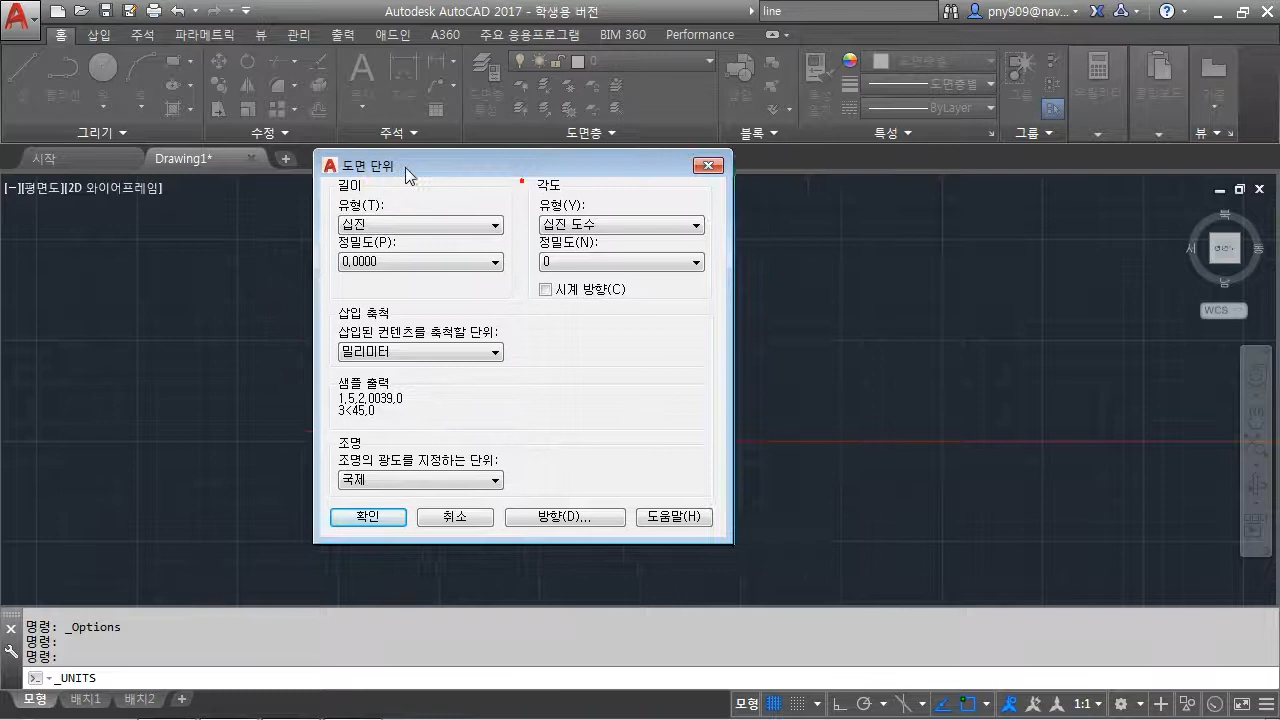 Autodesk AutoCAD 2017 - 학생용 버전
line
pny909@nav...
홈 삽입 주석 파라메트릭 뷰 관리 출력 애드인 A360 주요 응용프로그램 BIM 360 Performance
0
ByLayer
그리기 수정 주석 도면층 블록 특성 그룹 뷰
시작 Drawing1*
[−][평면도][2D 와이어프레임]
도면 단위
길이
유형(T):
십진
정밀도(P):
0,0000
각도
유형(Y):
십진 도수
정밀도(N):
0
시계 방향(C)
삽입 축척
삽입된 컨텐츠를 축척할 단위:
밀리미터
샘플 출력
1,5,2,0039,0
3<45,0
조명
조명의 광도를 지정하는 단위:
국제
확인 취소 방향(D)... 도움말(H)
북
서 동
남
WCS
명령: _Options
명령:
명령:
_UNITS
모형 배치1 배치2
모형 1:1